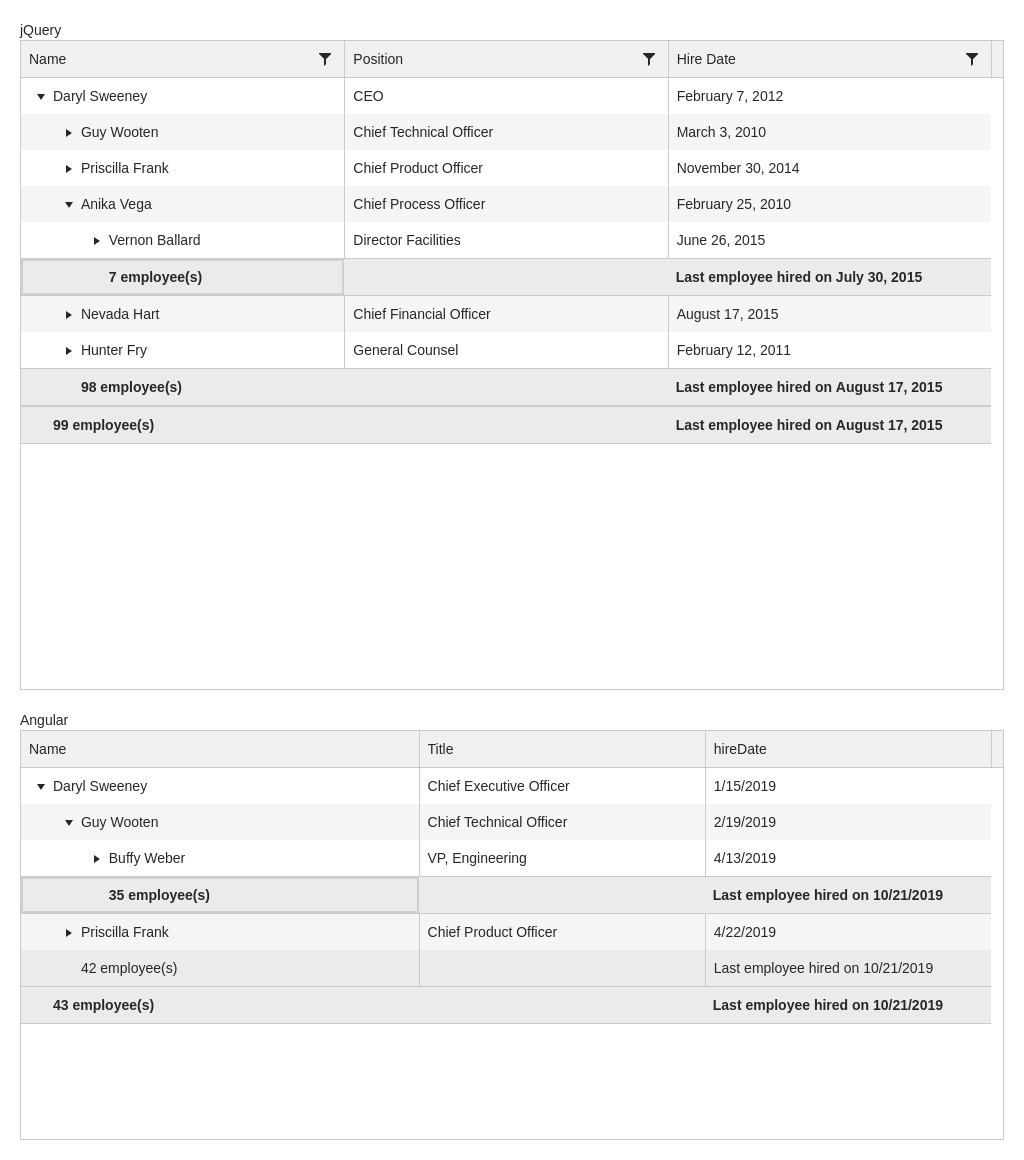 jQuery
Name Position Hire Date
Daryl Sweeney CEO February 7, 2012
Guy Wooten Chief Technical Officer March 3, 2010
Priscilla Frank Chief Product Officer November 30, 2014
Anika Vega Chief Process Officer February 25, 2010
Vernon Ballard Director Facilities June 26, 2015
7 employee(s) Last employee hired on July 30, 2015
Nevada Hart Chief Financial Officer August 17, 2015
Hunter Fry General Counsel February 12, 2011
98 employee(s) Last employee hired on August 17, 2015
99 employee(s) Last employee hired on August 17, 2015
Angular
Name Title hireDate
Daryl Sweeney Chief Executive Officer 1/15/2019
Guy Wooten Chief Technical Officer 2/19/2019
Buffy Weber VP, Engineering 4/13/2019
35 employee(s) Last employee hired on 10/21/2019
Priscilla Frank Chief Product Officer 4/22/2019
42 employee(s) Last employee hired on 10/21/2019
43 employee(s) Last employee hired on 10/21/2019